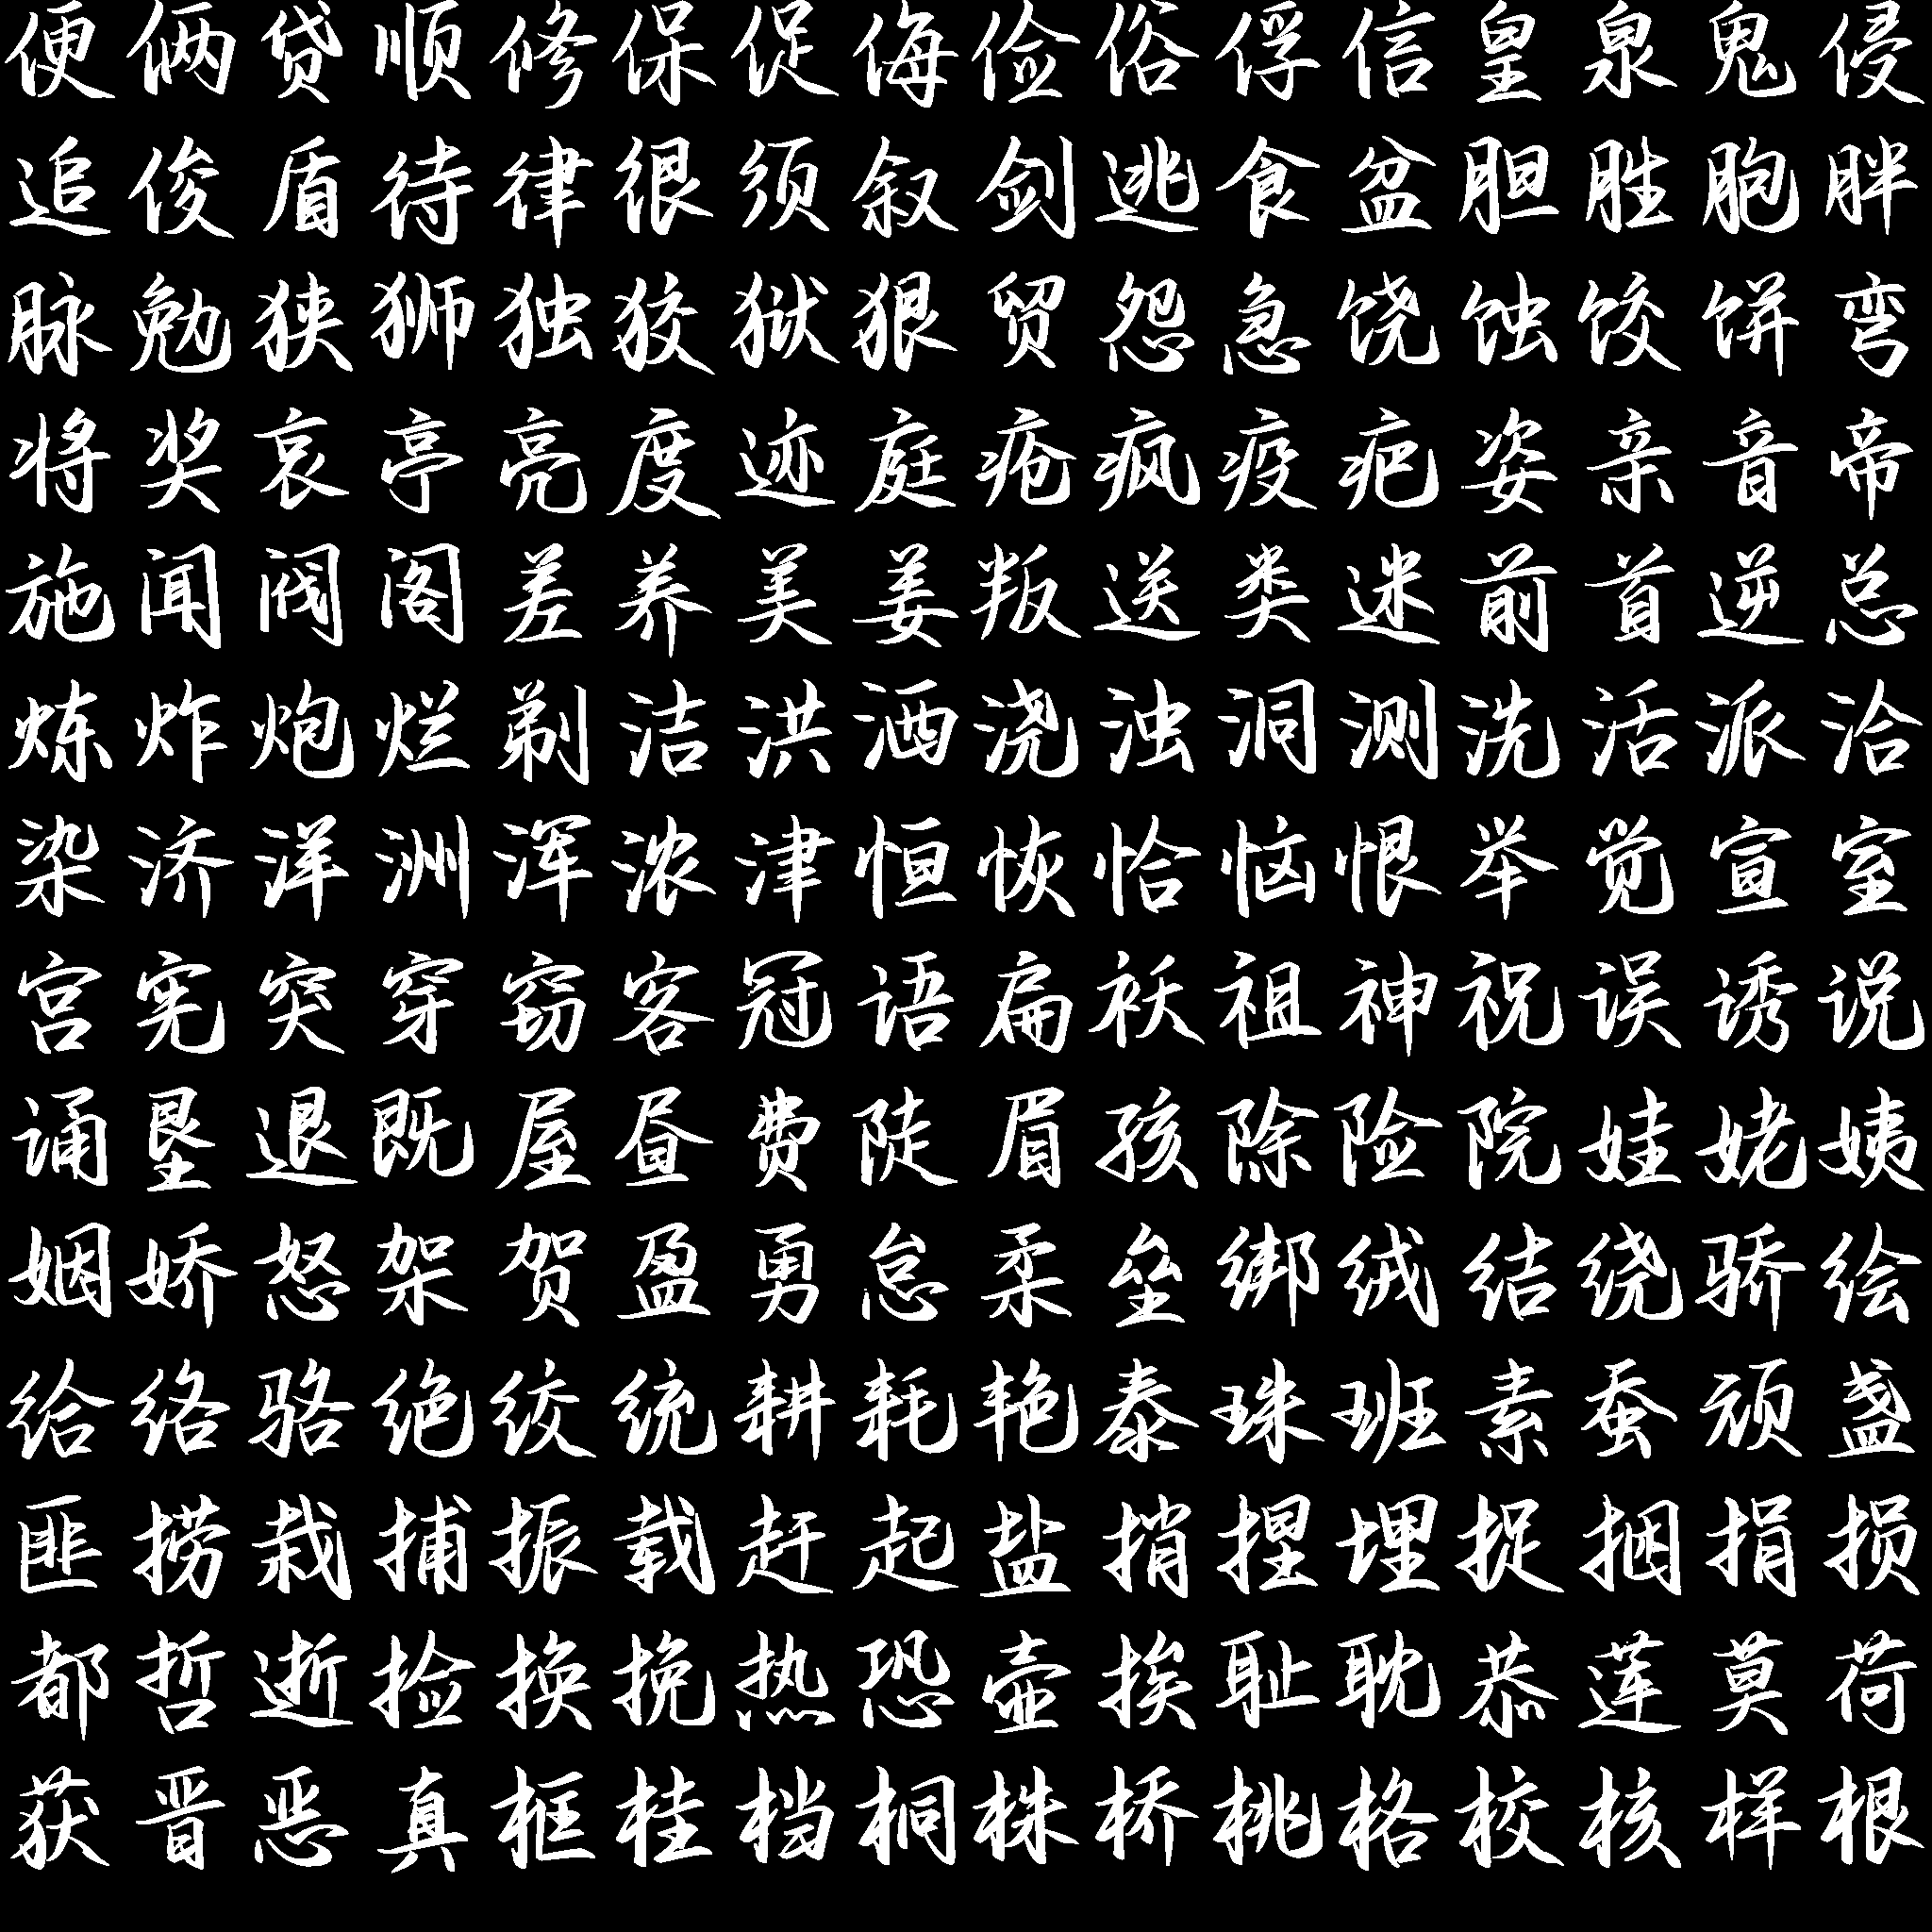 便俩贷顺修保促侮俭俗俘信皇泉鬼侵
追俊盾待律很须叙剑逃食盆胆胜胞胖
脉勉狭狮独狡狱狠贸怨急饶蚀饺饼弯
将奖哀亭亮度迹庭疮疯疫疤姿亲音帝
施闻阀阁差养美姜叛送类迷前首逆总
炼炸炮烂剃洁洪洒浇浊洞测洗活派洽
染济洋洲浑浓津恒恢恰恼恨举觉宣室
宫宪突穿窃客冠语扁袄祖神祝误诱说
诵垦退既屋昼费陡眉孩除险院娃姥姨
姻娇怒架贺盈勇怠柔垒绑绒结绕骄绘
给络骆绝绞统耕耗艳泰珠班素蚕顽盏
匪捞栽捕振载赶起盐捎捏埋捉捆捐损
都哲逝捡换挽热恐壶挨耻耽恭莲莫荷
获晋恶真框桂档桐株桥桃格校核样根